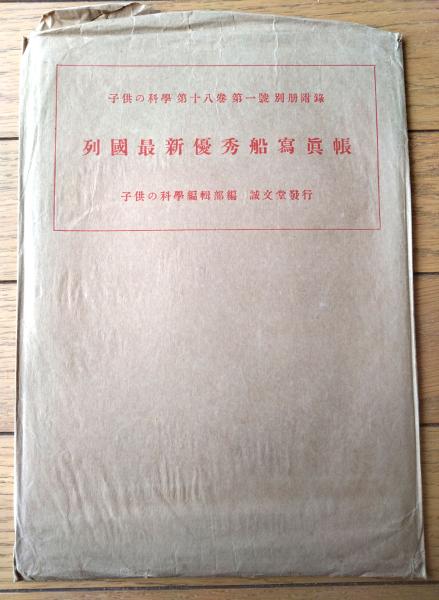 子供の科學 第十八卷 第一號 別册附錄
列國最新優秀船寫眞帳
子供の科學編輯部編 誠文堂發行